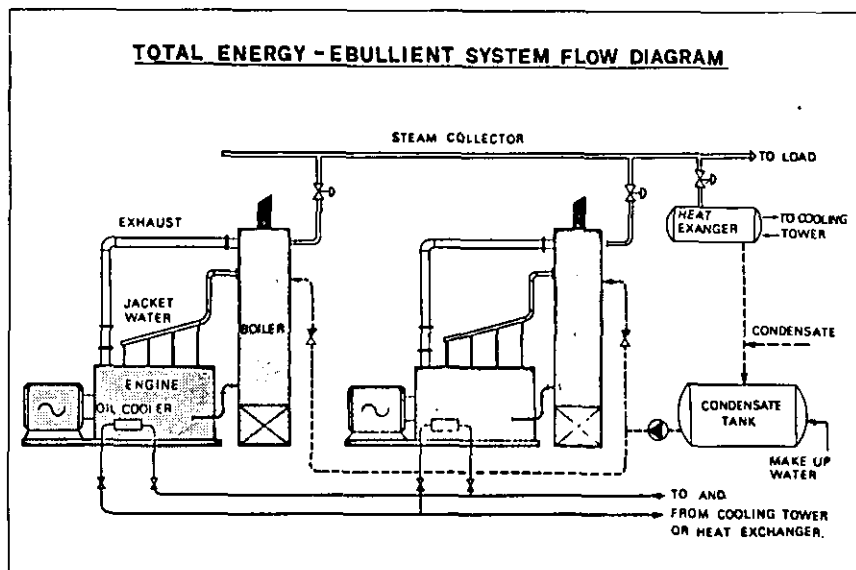 TOTAL ENERGY - EBULLIENT SYSTEM FLOW DIAGRAM
STEAM COLLECTOR
TO LOAD
EXHAUST
HEAT
EXANGER
TO COOLING
TOWER
JACKET
WATER
BOILER
CONDENSATE
ENGINE
OIL COOLER
CONDENSATE
TANK
MAKE UP
WATER
TO AND
FROM COOLING TOWER
OR HEAT EXCHANGER.